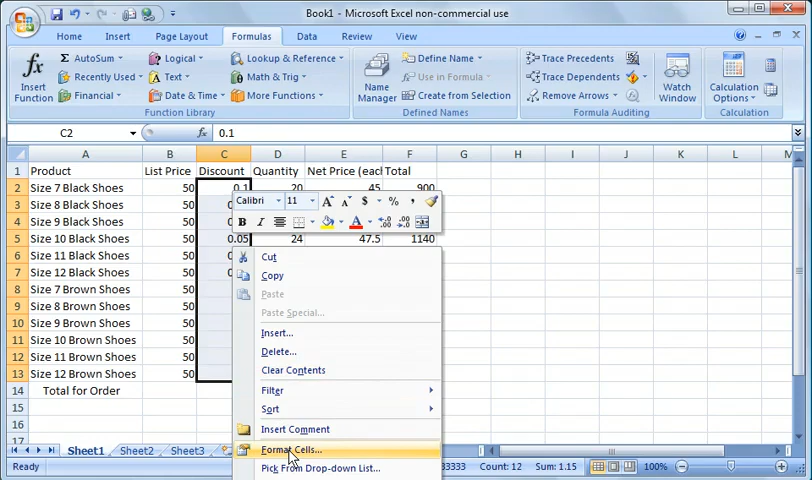 Book1 - Microsoft Excel non-commercial use
Home Insert Page Layout Formulas Data Review View
Insert Function
AutoSum
Recently Used
Financial
Logical
Text
Date & Time
Lookup & Reference
Math & Trig
More Functions
Function Library
Name Manager
Define Name
Use in Formula
Create from Selection
Defined Names
Trace Precedents
Trace Dependents
Remove Arrows
Formula Auditing
Watch Window
Calculation Options
Calculation
C2 fx 0.1
A B C D E F G H I J K L M
1 Product List Price Discount Quantity Net Price (eac Total
2 Size 7 Black Shoes 50 0.1 20 45 900
3 Size 8 Black Shoes 50
4 Size 9 Black Shoes 50
5 Size 10 Black Shoes 50 0.05 24 47.5 1140
6 Size 11 Black Shoes 50
7 Size 12 Black Shoes 50
8 Size 7 Brown Shoes 50
9 Size 8 Brown Shoes 50
10 Size 9 Brown Shoes 50
11 Size 10 Brown Shoes 50
12 Size 11 Brown Shoes 50
13 Size 12 Brown Shoes 50
14 Total for Order
15
16
17
Calibri 11 A A $ % ,
B I A .00
Cut
Copy
Paste
Paste Special...
Insert...
Delete...
Clear Contents
Filter
Sort
Insert Comment
Format Cells...
Pick From Drop-down List...
Sheet1 Sheet2 Sheet3
Ready 33333 Count: 12 Sum: 1.15 100%